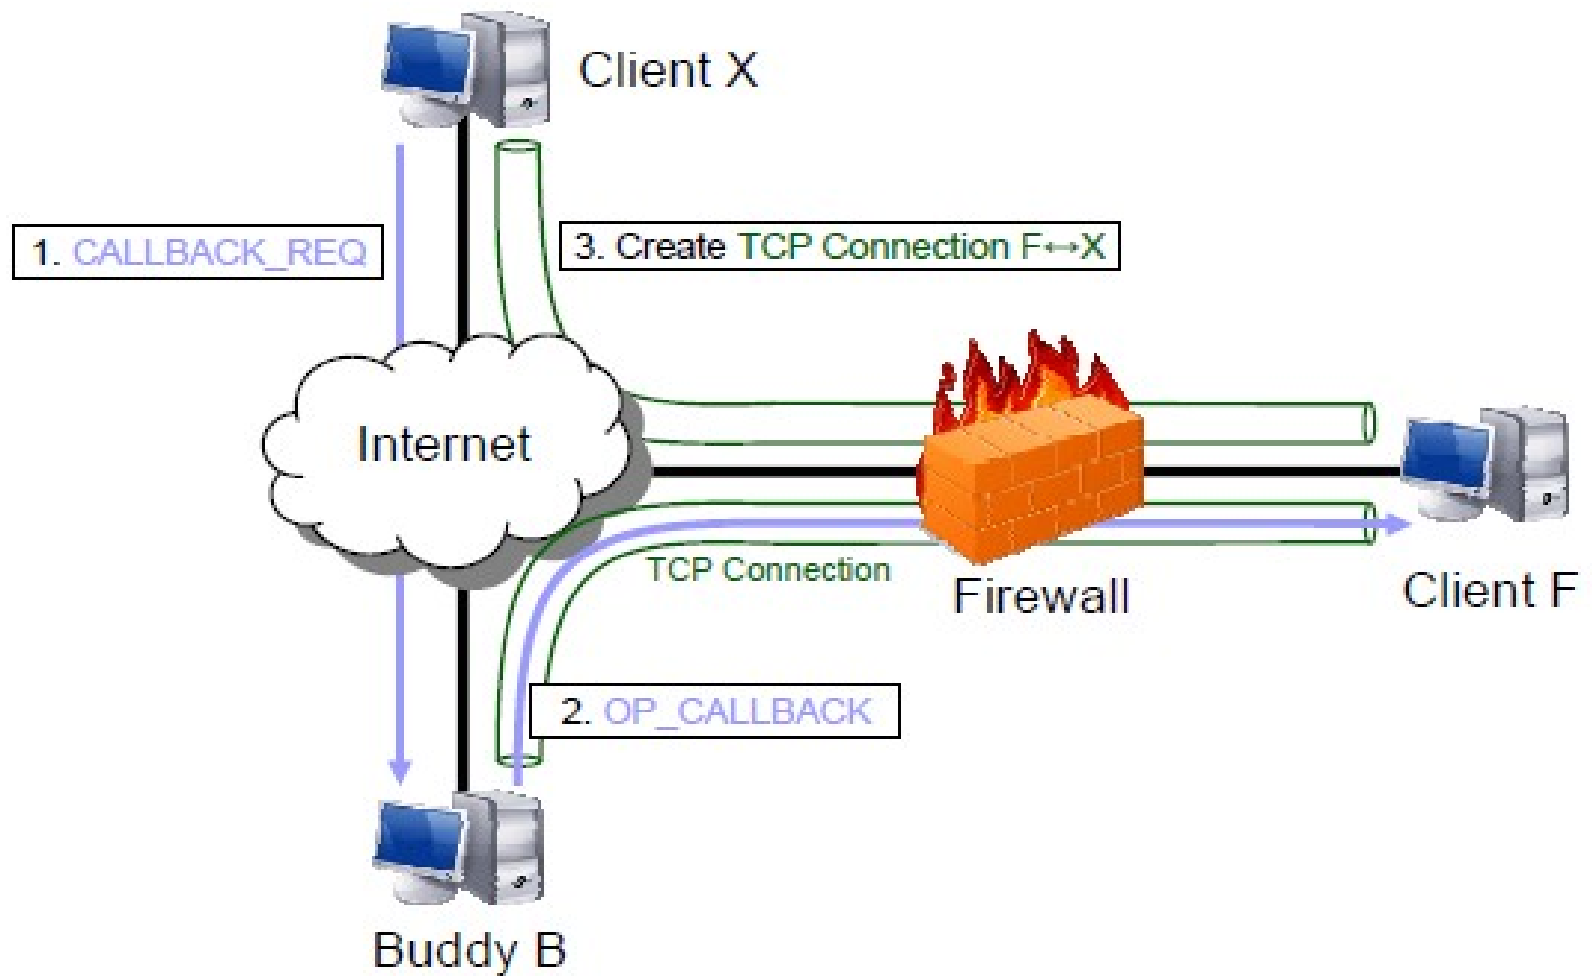 Client X
1. CALLBACK_REQ
3. Create TCP Connection F↔X
Internet
TCP Connection
Firewall
Client F
2. OP_CALLBACK
Buddy B